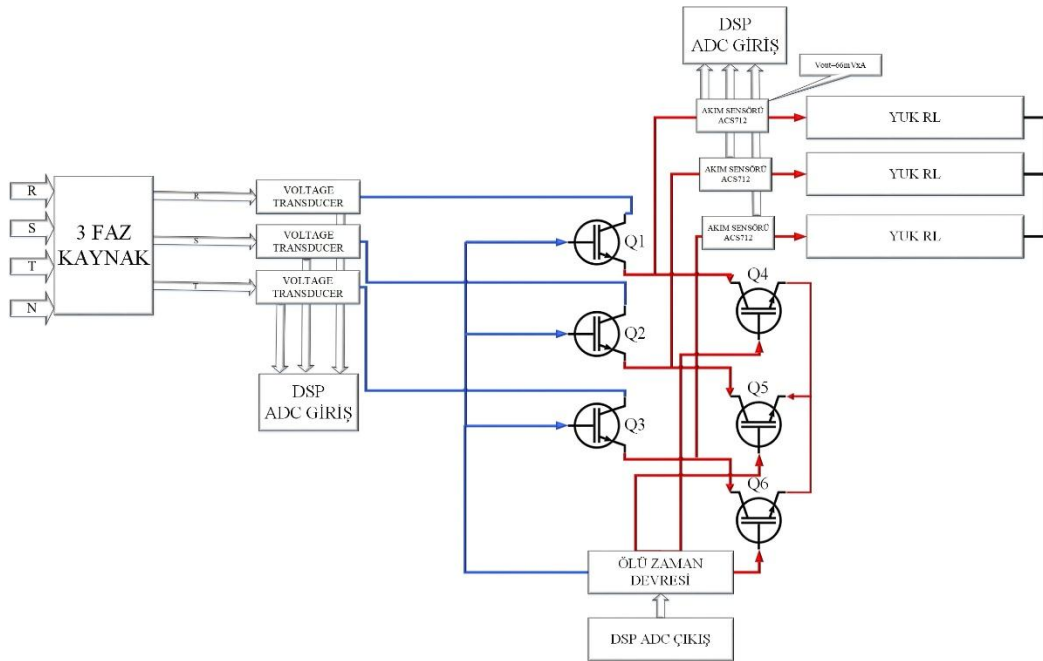 DSP
ADC GİRİŞ
Vout=66mVxA
AKIM SENSÖRÜ
ACS712
YUK RL
AKIM SENSÖRÜ
ACS712
YUK RL
AKIM SENSÖRÜ
ACS712
YUK RL
R
S
T
N
3 FAZ
KAYNAK
R
S
T
VOLTAGE
TRANSDUCER
VOLTAGE
TRANSDUCER
VOLTAGE
TRANSDUCER
DSP
ADC GİRİŞ
Q1
Q2
Q3
Q4
Q5
Q6
ÖLÜ ZAMAN
DEVRESİ
DSP ADC ÇIKIŞ